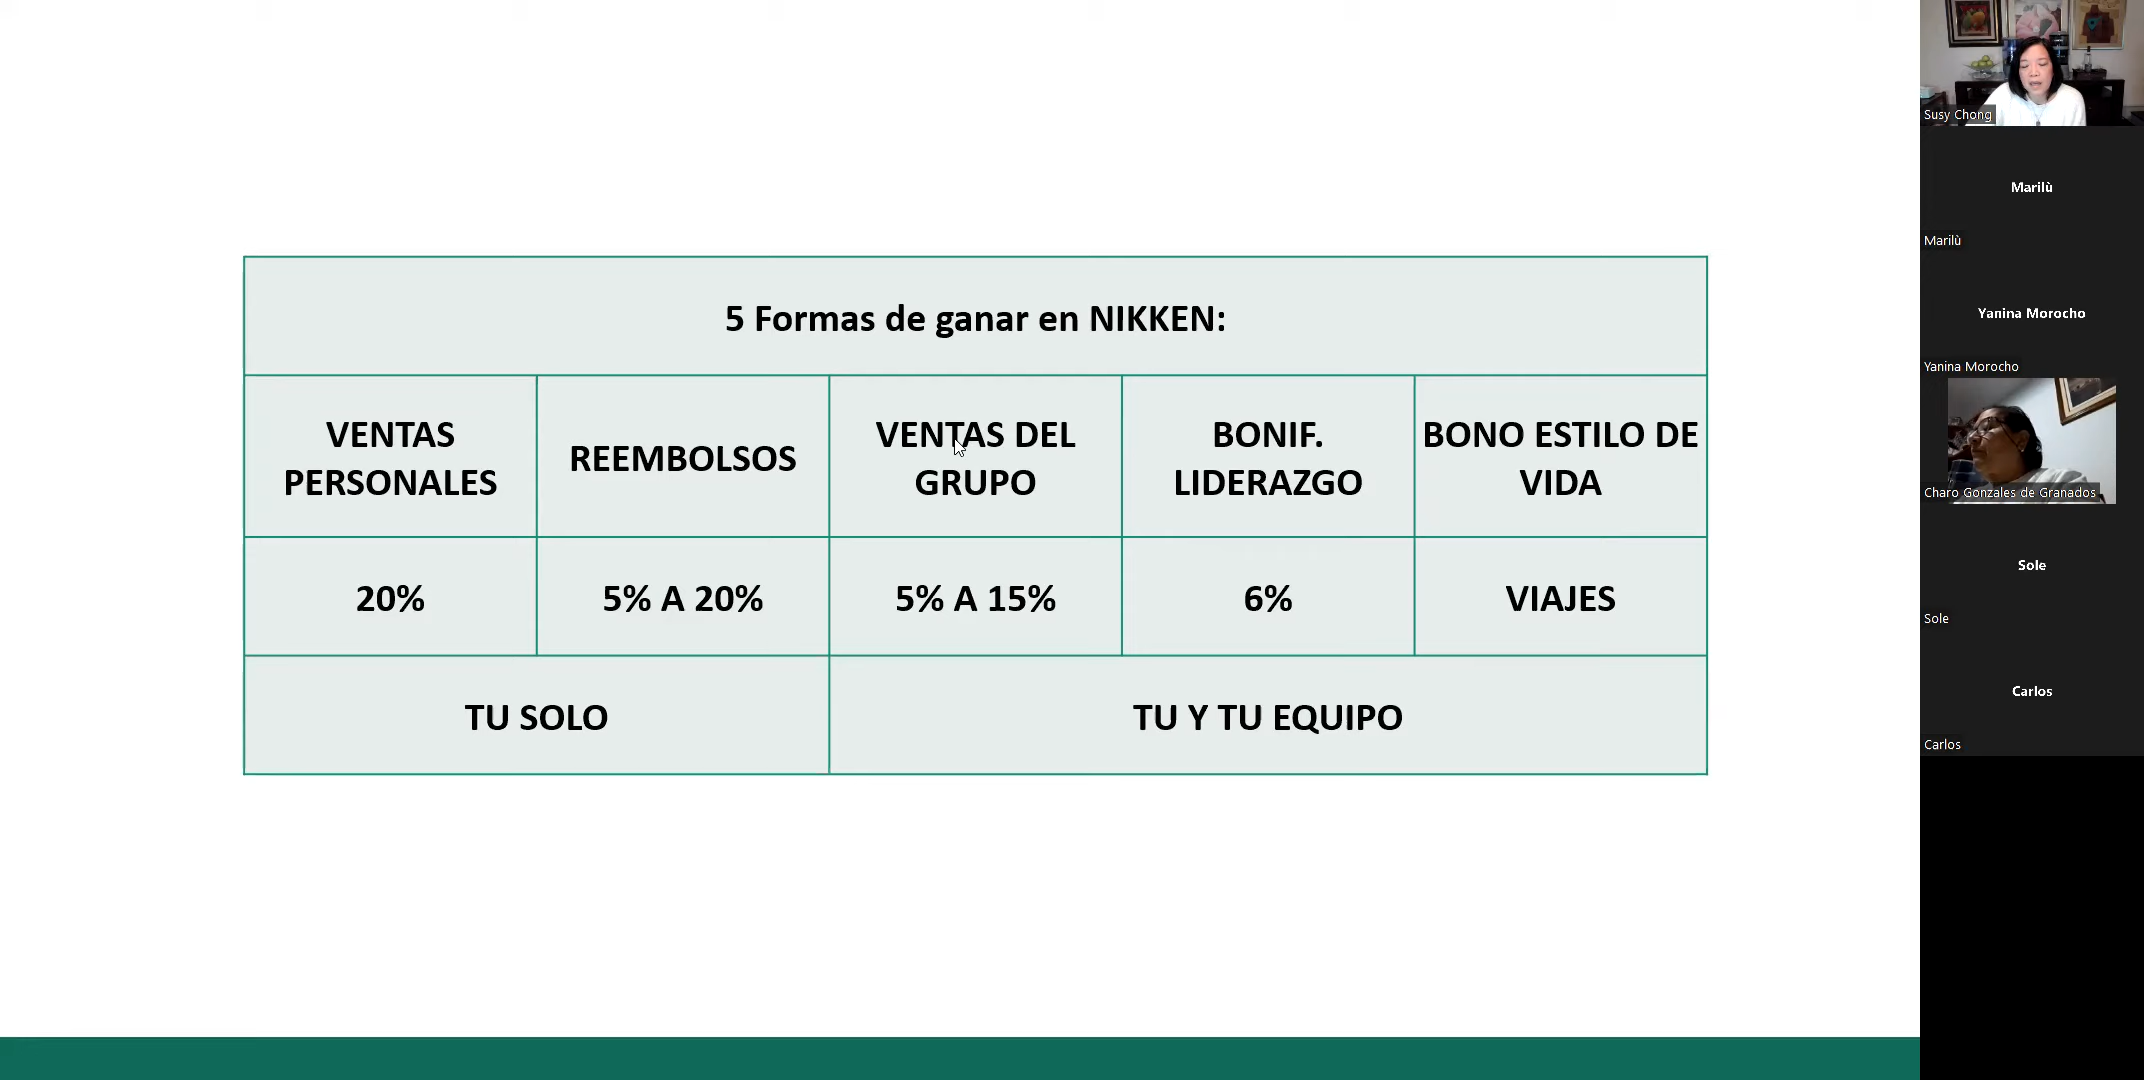 5 Formas de ganar en NIKKEN:
VENTAS
PERSONALES
REEMBOLSOS
VENTAS DEL
GRUPO
BONIF.
LIDERAZGO
BONO ESTILO DE
VIDA
20%
5% A 20%
5% A 15%
6%
VIAJES
TU SOLO
TU Y TU EQUIPO
Susy Chong
Marilù
Marilù
Yanina Morocho
Yanina Morocho
Charo Gonzales de Granados
Sole
Sole
Carlos
Carlos